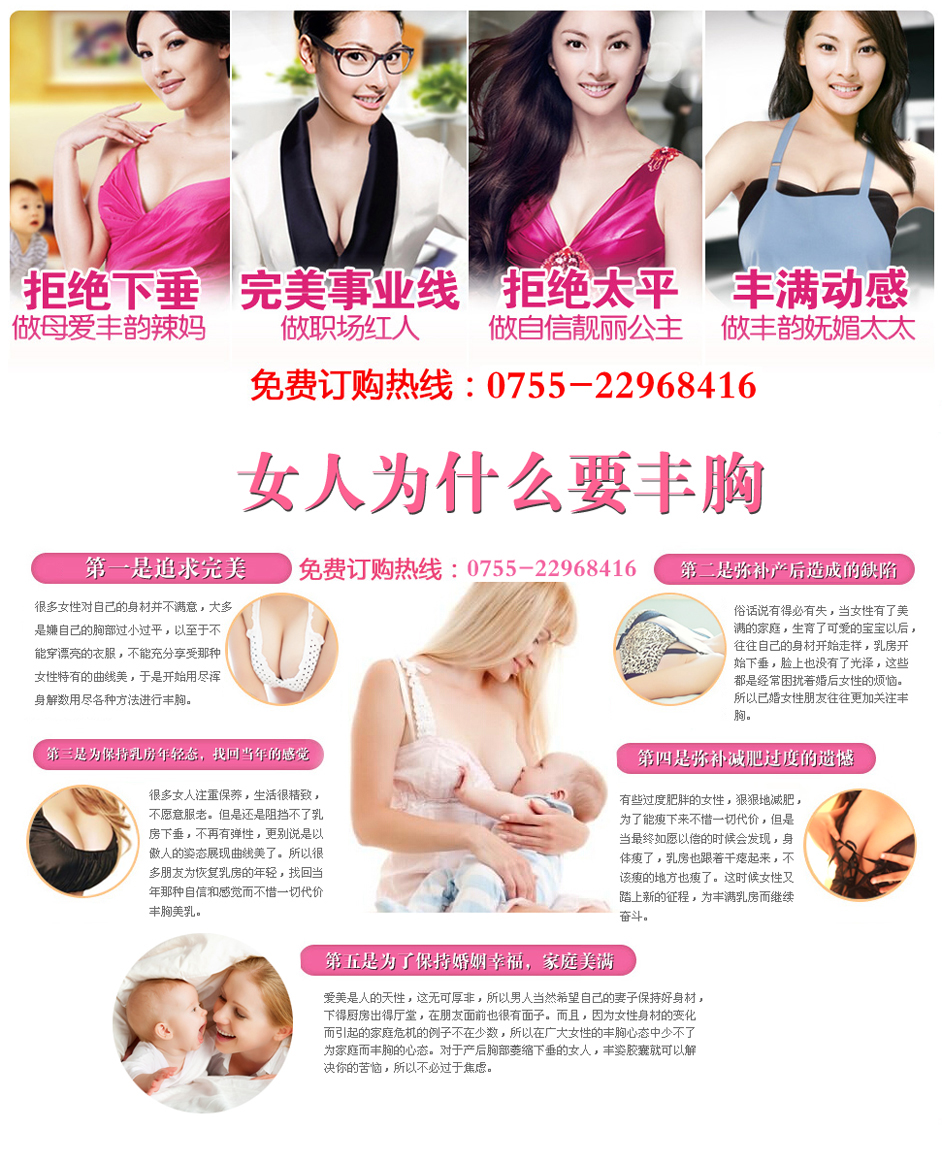 拒绝下垂
做母爱丰韵辣妈
完美事业线
做职场红人
拒绝太平
做自信靓丽公主
丰满动感
做丰韵妩媚太太
免费订购热线：0755-22968416
女人为什么要丰胸
第一是追求完美
免费订购热线：0755-22968416
第二是弥补产后造成的缺陷
很多女性对自己的身材并不满意，大多
是嫌自己的胸部过小过平，以至于不
能穿漂亮的衣服，不能充分享受那种
女性特有的曲线美，于是开始用尽浑
身解数用尽各种方法进行丰胸。
俗话说有得必有失，当女性有了美
满的家庭，生育了可爱的宝宝以后，
往往自己的身材开始走样，乳房开
始下垂，脸上也没有了光泽，这些
都是经常困扰着婚后女性的烦恼。
所以已婚女性朋友往往更加关注丰
胸。
第三是为保持乳房年轻态，找回当年的感觉
很多女人注重保养，生活很精致，
不愿意服老。但是还是阻挡不了乳
房下垂，不再有弹性，更别说是以
傲人的姿态展现曲线美了。所以很
多朋友为恢复乳房的年轻，找回当
年那种自信和感觉而不惜一切代价
丰胸美乳。
第四是弥补减肥过度的遗憾
有些过度肥胖的女性，狠狠地减肥，
为了能瘦下来不惜一切代价，但是
当最终如愿以偿的时候会发现，身
体瘦了，乳房也跟着干瘪起来，不
该瘦的地方也瘦了。这时候女性又
踏上新的征程，为丰满乳房而继续
奋斗。
第五是为了保持婚姻幸福，家庭美满
爱美是人的天性，这无可厚非，所以男人当然希望自己的妻子保持好身材，
下得厨房出得厅堂，在朋友面前也很有面子。而且，因为女性身材的变化
而引起的家庭危机的例子不在少数，所以在广大女性的丰胸心态中少不了
为家庭而丰胸的心态。对于产后胸部萎缩下垂的女人，丰姿胶囊就可以解
决你的苦恼，所以不必过于焦虑。